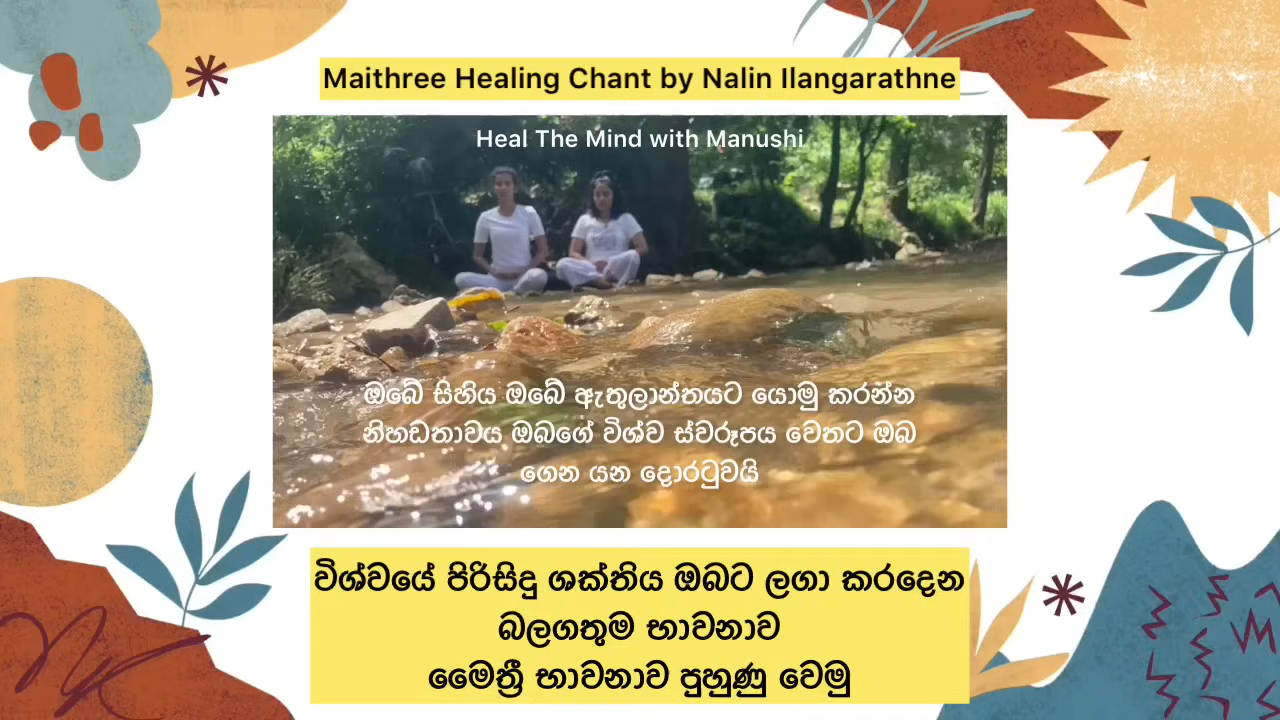 Maithree Healing Chant by Nalin Ilangarathne
Heal The Mind with Manushi
ඔබේ සිහිය ඔබේ ඇතුලාන්තයට යොමු කරන්න
නිහඩතාවය ඔබගේ විශ්ව ස්වරූපය වෙතට ඔබ
ගෙන යන දොරටුවයි
විශ්වයේ පිරිසිදු ශක්තිය ඔබට ලගා කරදෙන
බලගතුම භාවනාව
මෛත්‍රී භාවනාව පුහුණු වෙමු